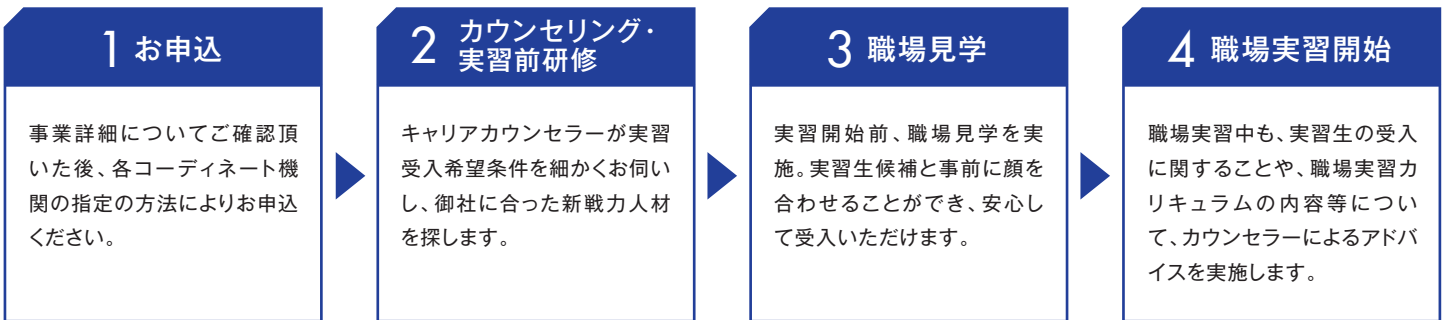 1 お申込
事業詳細についてご確認頂
いた後、各コーディネート機
関の指定の方法によりお申込
ください。
2 カウンセリング・
実習前研修
キャリアカウンセラーが実習
受入希望条件を細かくお伺い
し、御社に合った新戦力人材
を探します。
3 職場見学
実習開始前、職場見学を実
施。実習生候補と事前に顔を
合わせることができ、安心し
て受入いただけます。
4 職場実習開始
職場実習中も、実習生の受入
に関することや、職場実習カ
リキュラムの内容等につい
て、カウンセラーによるアドバ
イスを実施します。